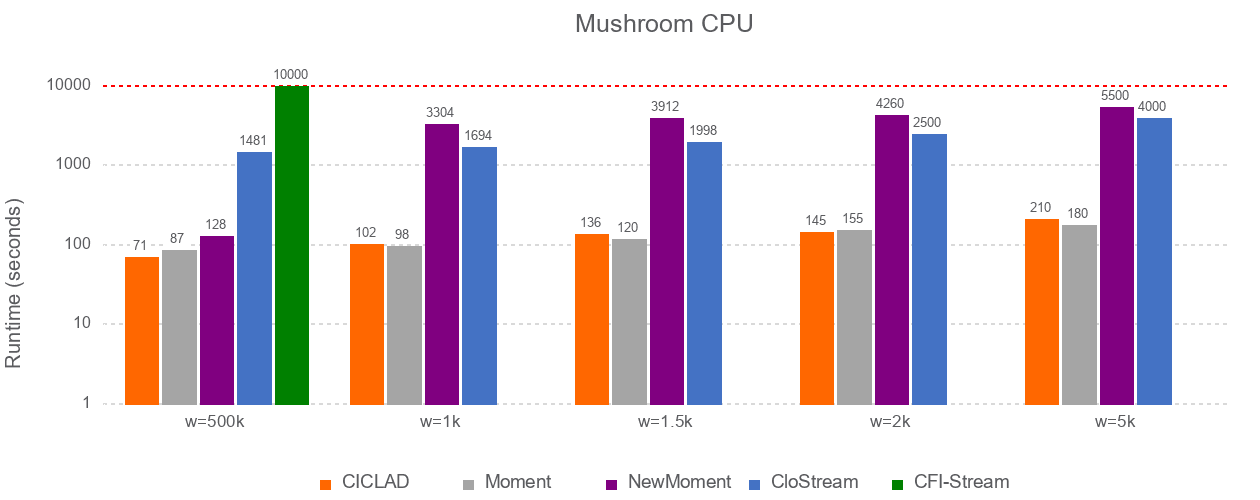 Mushroom CPU
Runtime (seconds)
10000
1000
100
10
1
71
87
128
1481
10000
102
98
3304
1694
136
120
3912
1998
145
155
4260
2500
210
180
5500
4000
w=500k
w=1k
w=1.5k
w=2k
w=5k
CICLAD
Moment
NewMoment
CloStream
CFI-Stream